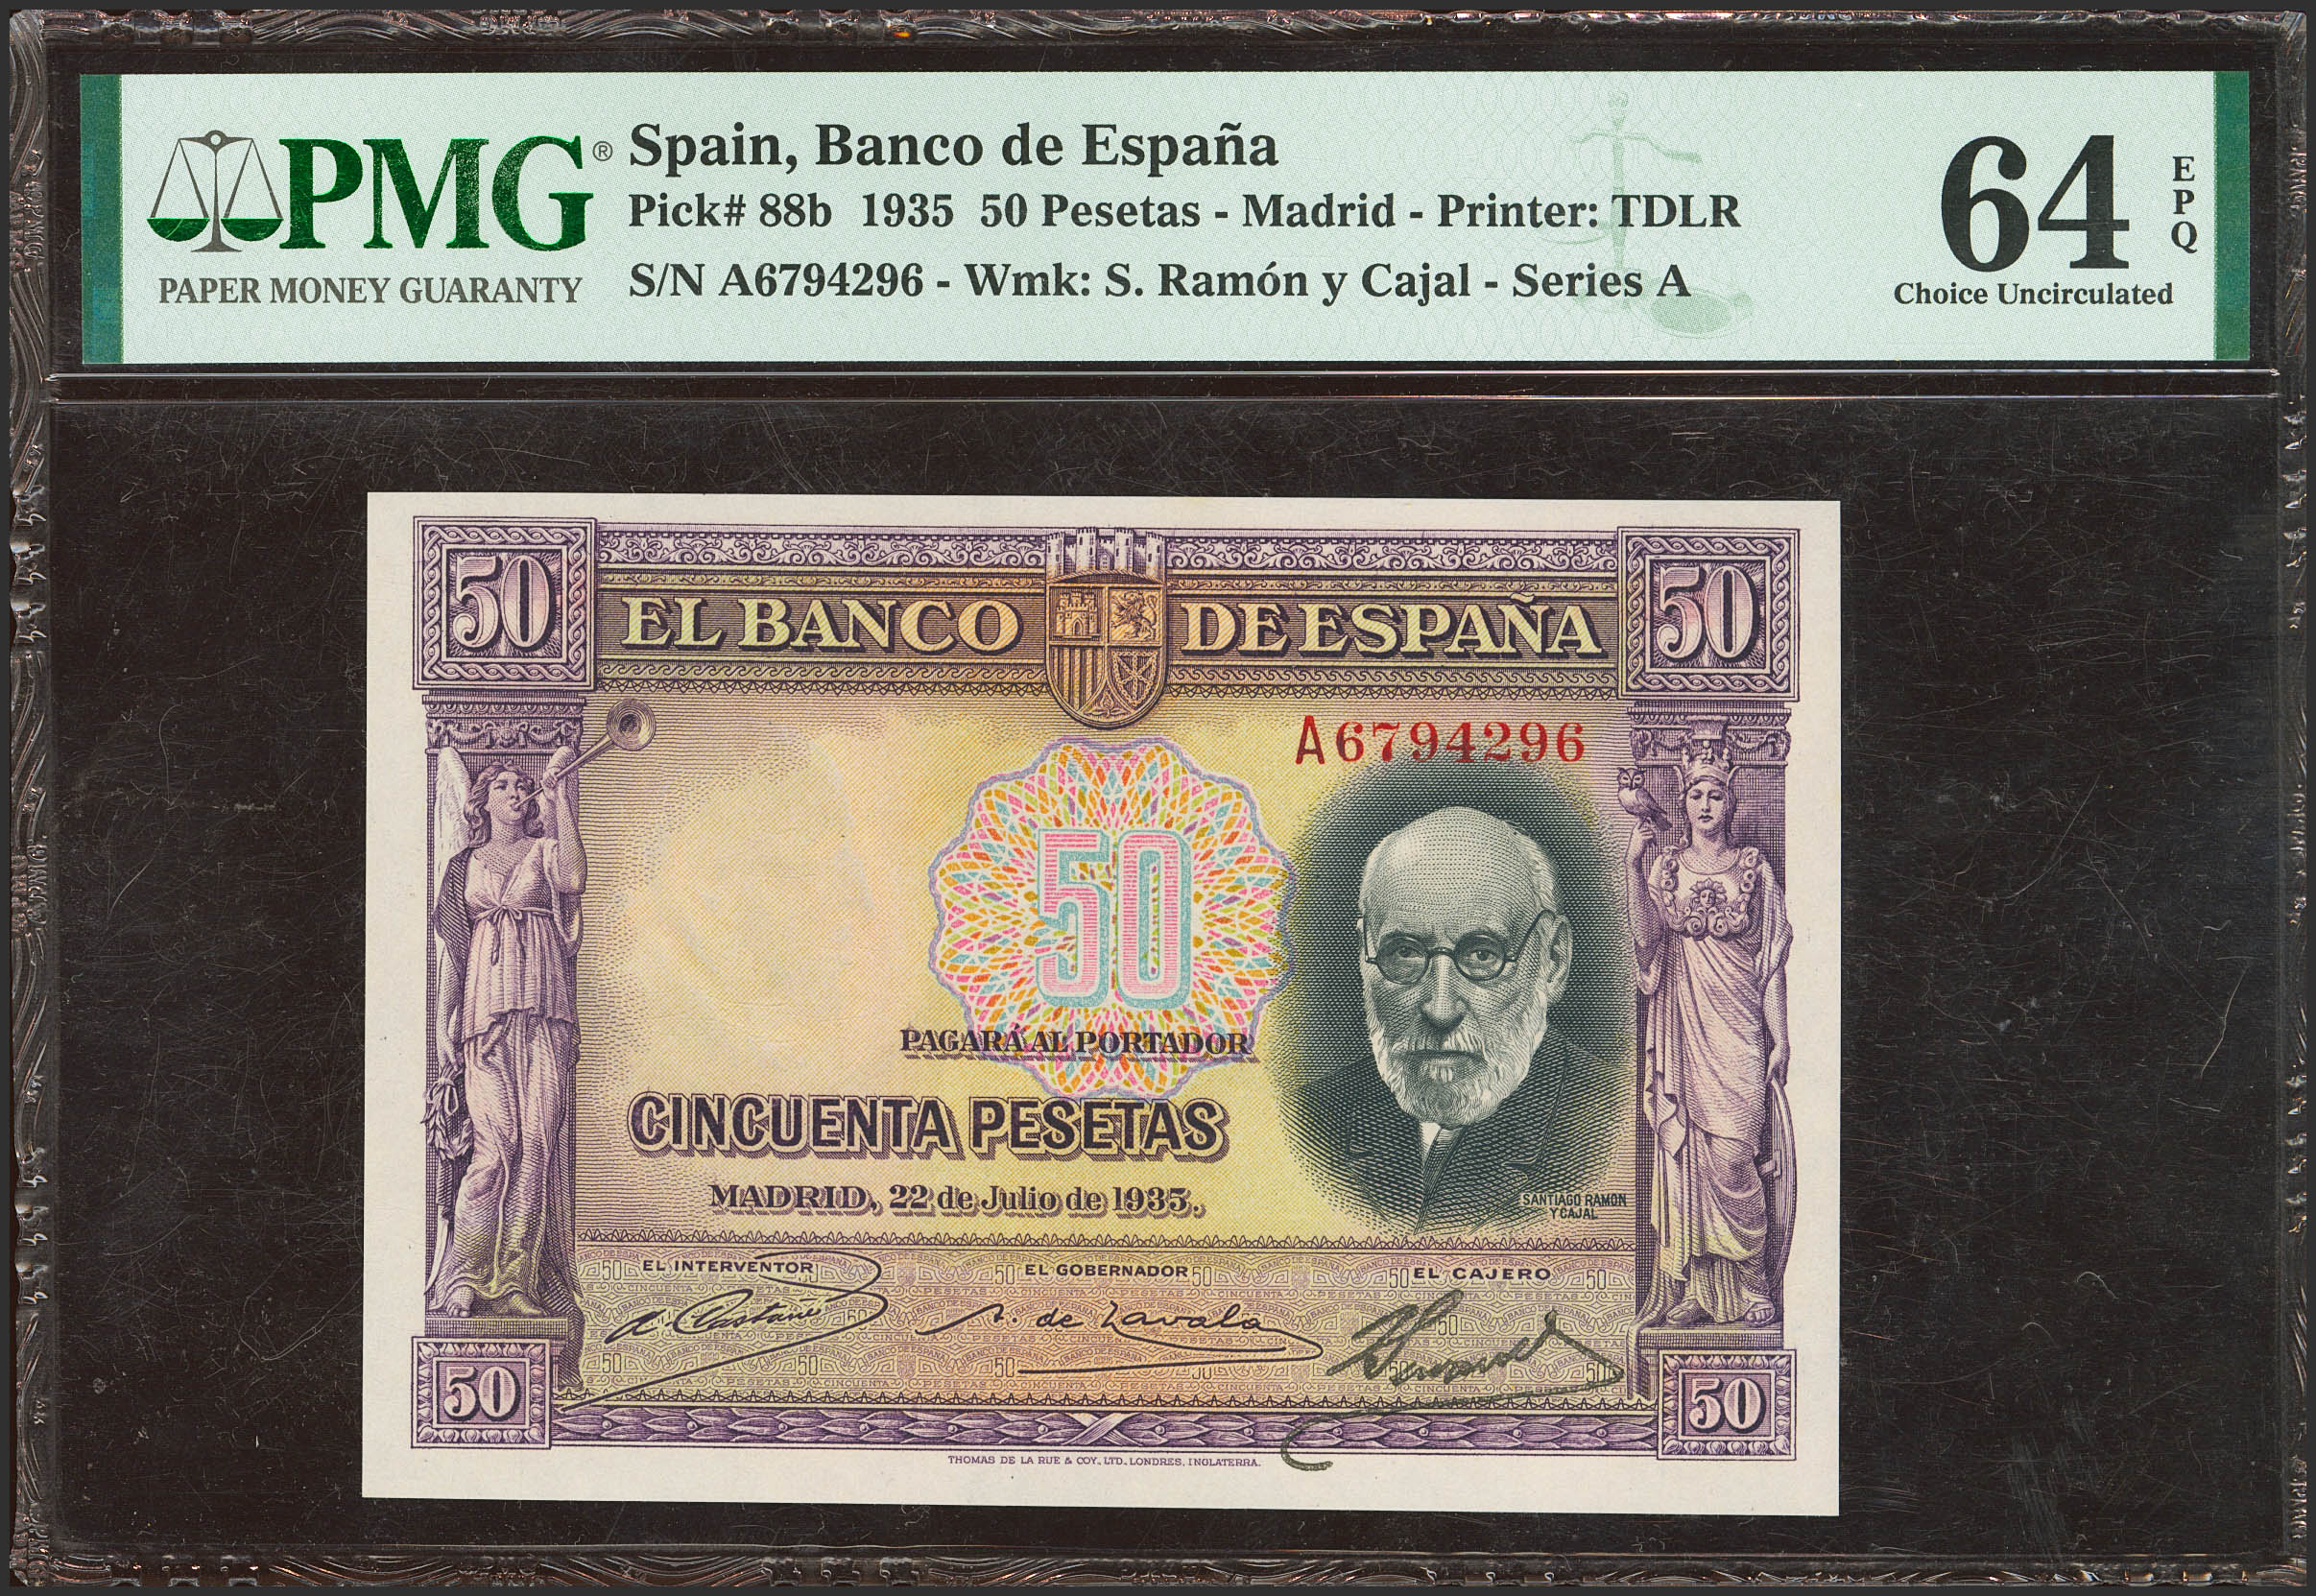 PMG®
PAPER MONEY GUARANTY
Spain, Banco de España
Pick# 88b 1935 50 Pesetas - Madrid - Printer: TDLR
S/N A6794296 - Wmk: S. Ramón y Cajal - Series A
64
EPQ
Choice Uncirculated
50
EL BANCO DE ESPAÑA
50
A6794296
50
PAGARÁ AL PORTADOR
CINCUENTA PESETAS
MADRID, 22 de Julio de 1935.
SANTIAGO RAMON
Y CAJAL
EL INTERVENTOR
EL GOBERNADOR
EL CAJERO
A. de Zavala
50
50
THOMAS DE LA RUE & COY. LTD. LONDRES, INGLATERRA.